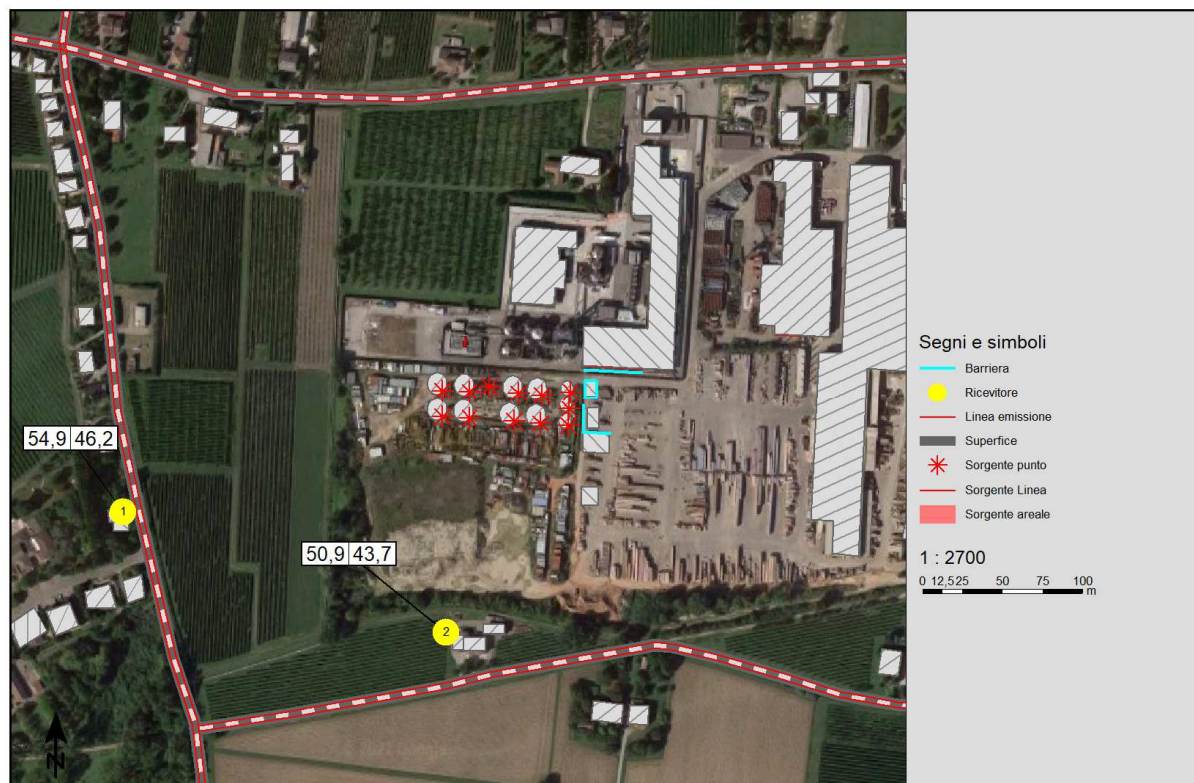 54,9 46,2
1
50,9 43,7
2
Segni e simboli
Barriera
Ricevitore
Linea emissione
Superfice
Sorgente punto
Sorgente Linea
Sorgente areale
1 : 2700
0 12,525 50 75 100
m
N